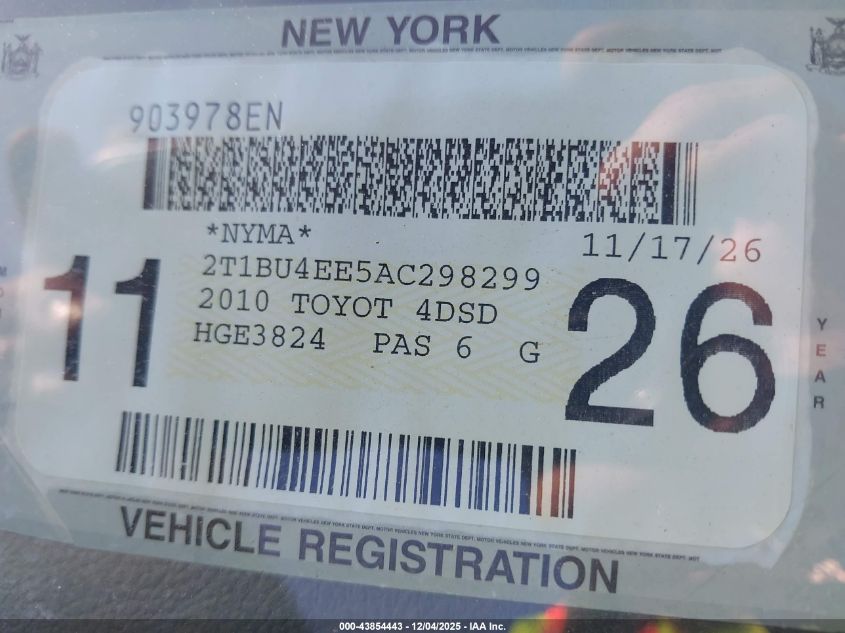 NEW YORK
903978EN
*NYMA*
11/17/26
2T1BU4EE5AC298299
2010 TOYOT 4DSD
HGE3824 PAS 6 G
11
26
YEAR
VEHICLE REGISTRATION
000-43854443 - 12/04/2025 - IAA Inc.